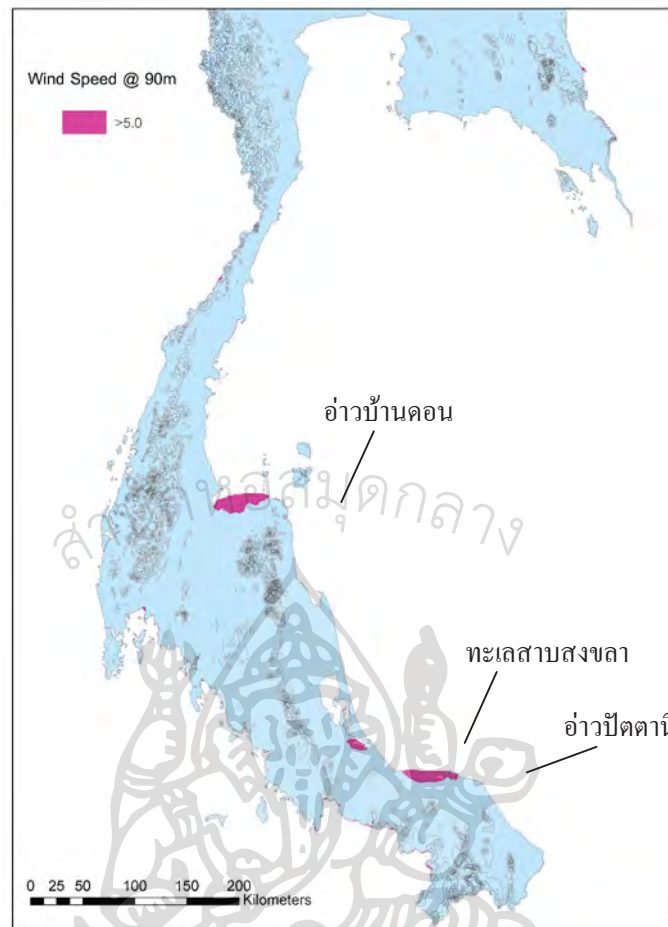 Wind Speed @ 90m
>5.0
อ่าวบ้านดอน
สำนักหอสมุดกลาง
ทะเลสาบสงขลา
อ่าวปัตตานี
0 25 50 100 150 200
Kilometers